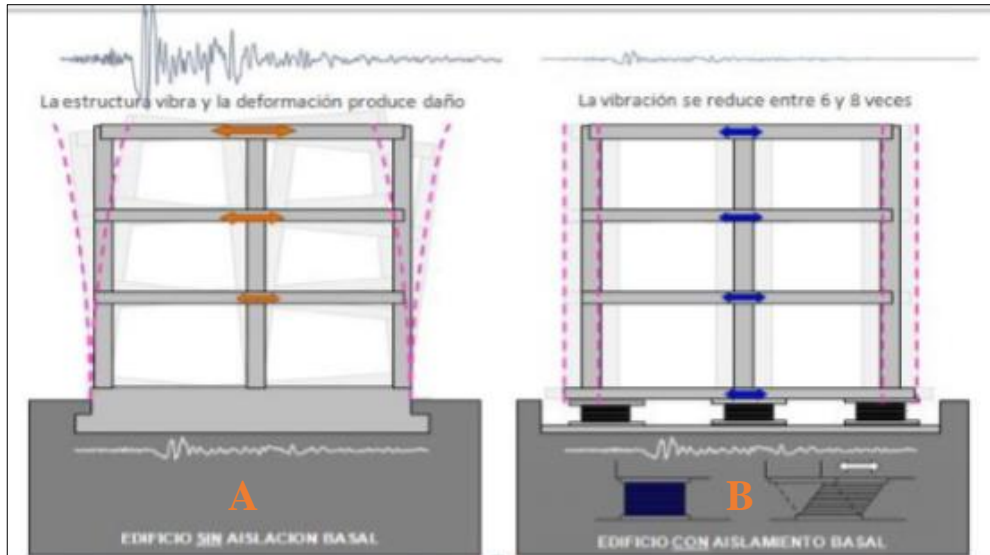 La estructura vibra y la deformación produce daño
La vibración se reduce entre 6 y 8 veces
A
B
EDIFICIO SIN AISLACION BASAL
EDIFICIO CON AISLAMIENTO BASAL